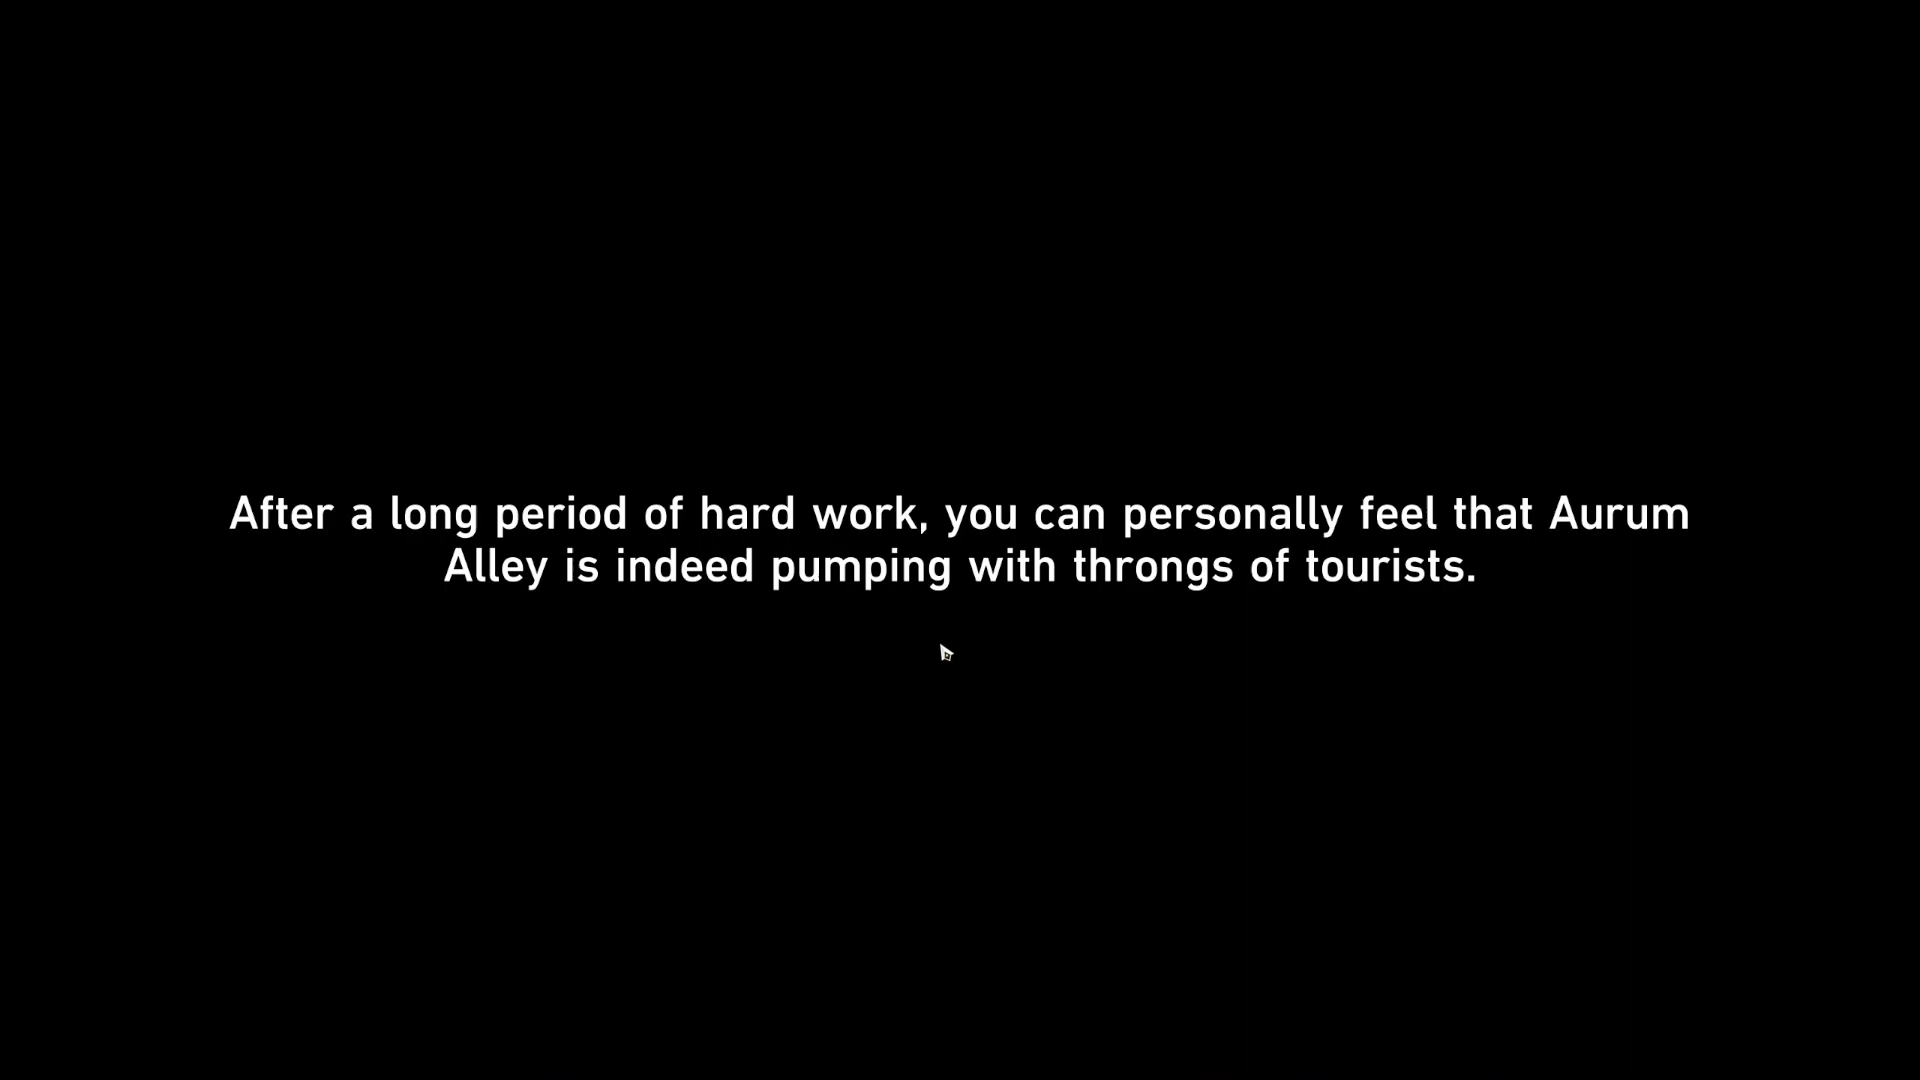 After a long period of hard work, you can personally feel that Aurum
Alley is indeed pumping with throngs of tourists.